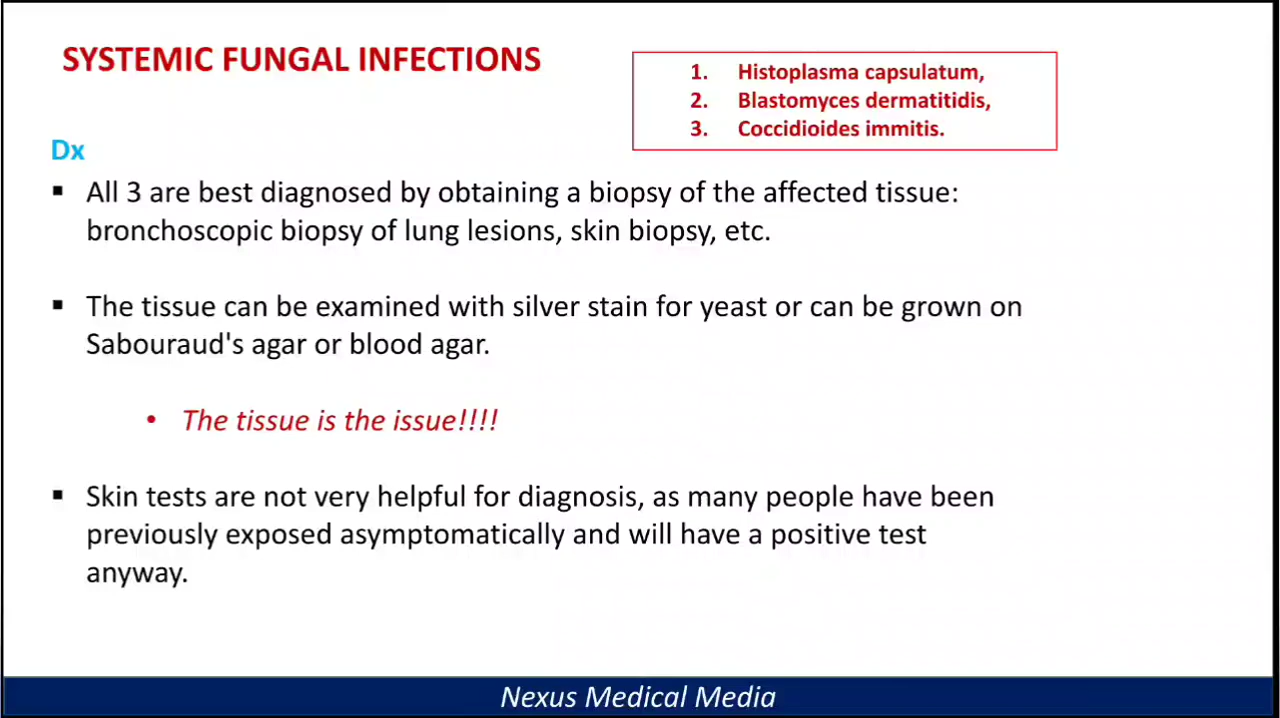 SYSTEMIC FUNGAL INFECTIONS
1. Histoplasma capsulatum,
2. Blastomyces dermatitidis,
3. Coccidioides immitis.
Dx
▪ All 3 are best diagnosed by obtaining a biopsy of the affected tissue:
bronchoscopic biopsy of lung lesions, skin biopsy, etc.
▪ The tissue can be examined with silver stain for yeast or can be grown on
Sabouraud's agar or blood agar.
• The tissue is the issue!!!!
▪ Skin tests are not very helpful for diagnosis, as many people have been
previously exposed asymptomatically and will have a positive test
anyway.
Nexus Medical Media